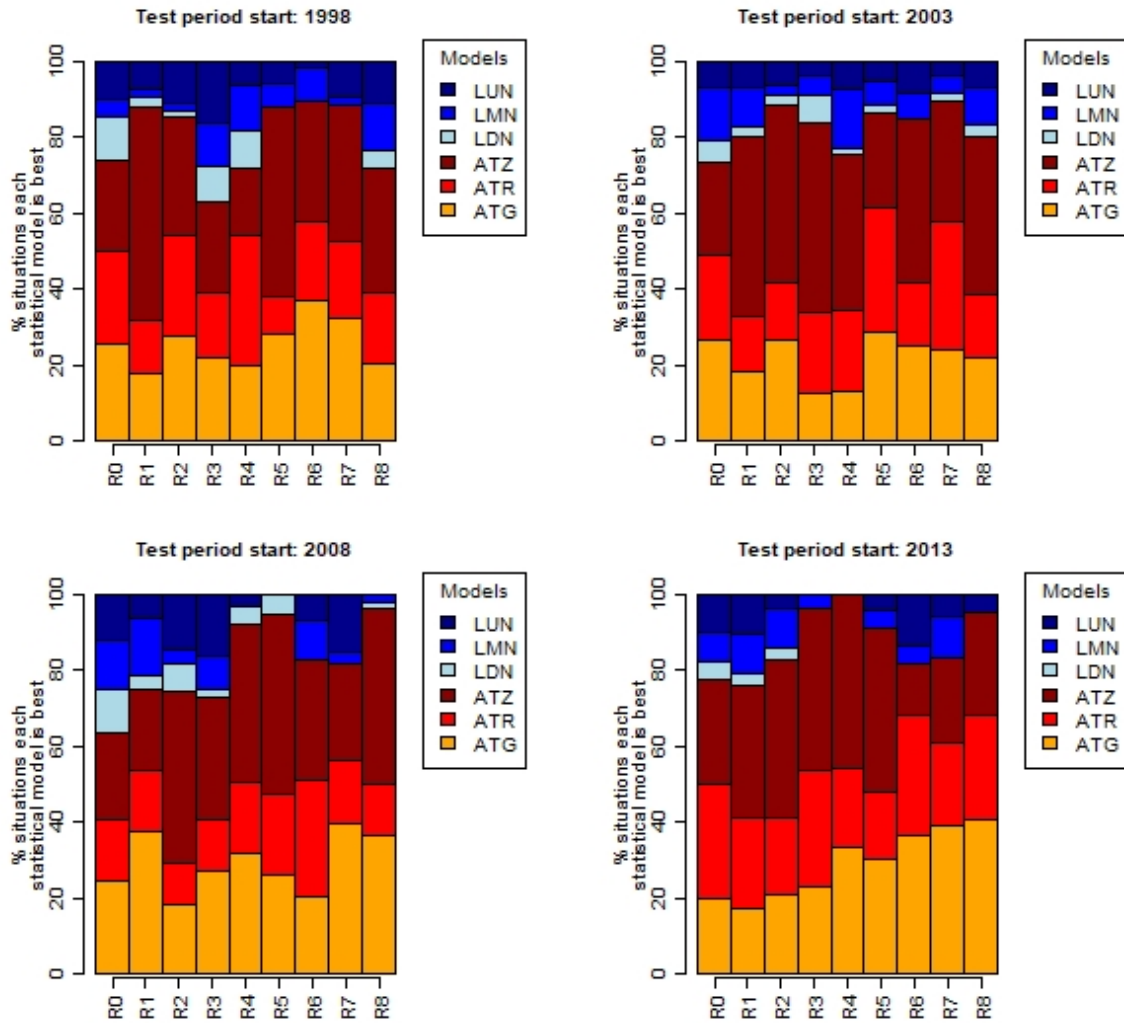 Test period start: 1998
% situations each
statistical model is best
0
20
40
60
80
100
R0
R1
R2
R3
R4
R5
R6
R7
R8
Models
LUN
LMN
LDN
ATZ
ATR
ATG
Test period start: 2003
% situations each
statistical model is best
0
20
40
60
80
100
R0
R1
R2
R3
R4
R5
R6
R7
R8
Models
LUN
LMN
LDN
ATZ
ATR
ATG
Test period start: 2008
% situations each
statistical model is best
0
20
40
60
80
100
R0
R1
R2
R3
R4
R5
R6
R7
R8
Models
LUN
LMN
LDN
ATZ
ATR
ATG
Test period start: 2013
% situations each
statistical model is best
0
20
40
60
80
100
R0
R1
R2
R3
R4
R5
R6
R7
R8
Models
LUN
LMN
LDN
ATZ
ATR
ATG